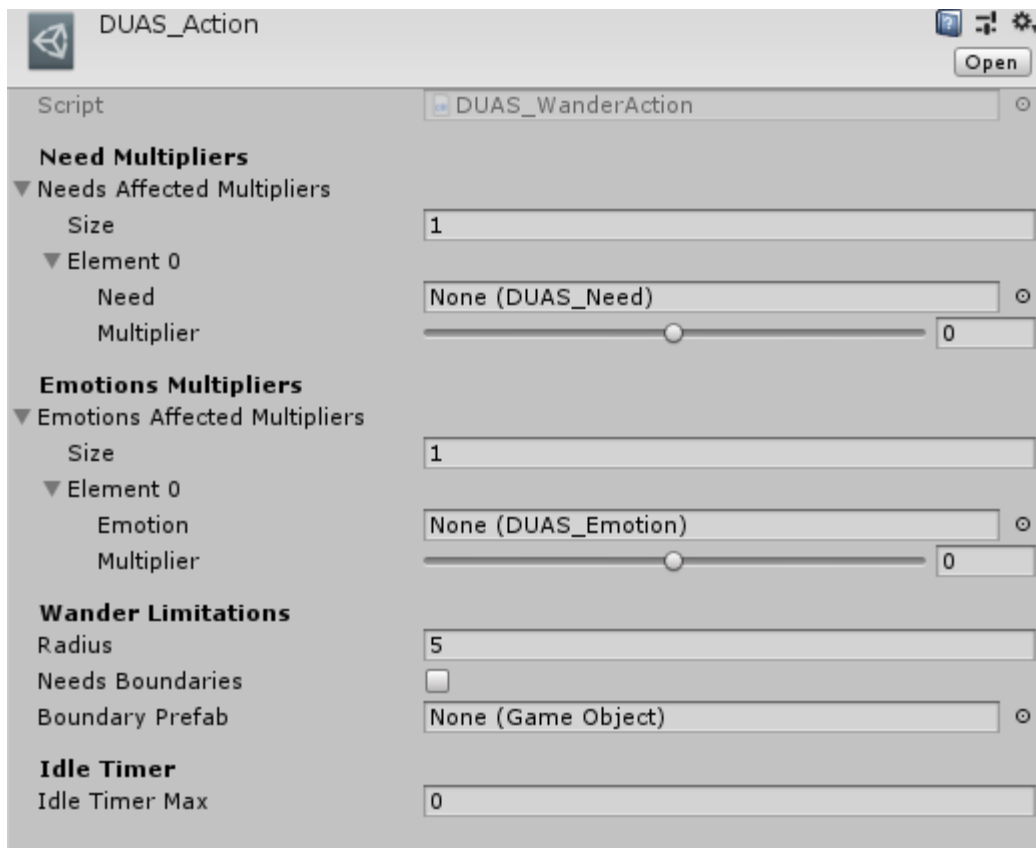 DUAS_Action
Open
Script DUAS_WanderAction
Need Multipliers
Needs Affected Multipliers
Size 1
Element 0
Need None (DUAS_Need)
Multiplier 0
Emotions Multipliers
Emotions Affected Multipliers
Size 1
Element 0
Emotion None (DUAS_Emotion)
Multiplier 0
Wander Limitations
Radius 5
Needs Boundaries
Boundary Prefab None (Game Object)
Idle Timer
Idle Timer Max 0